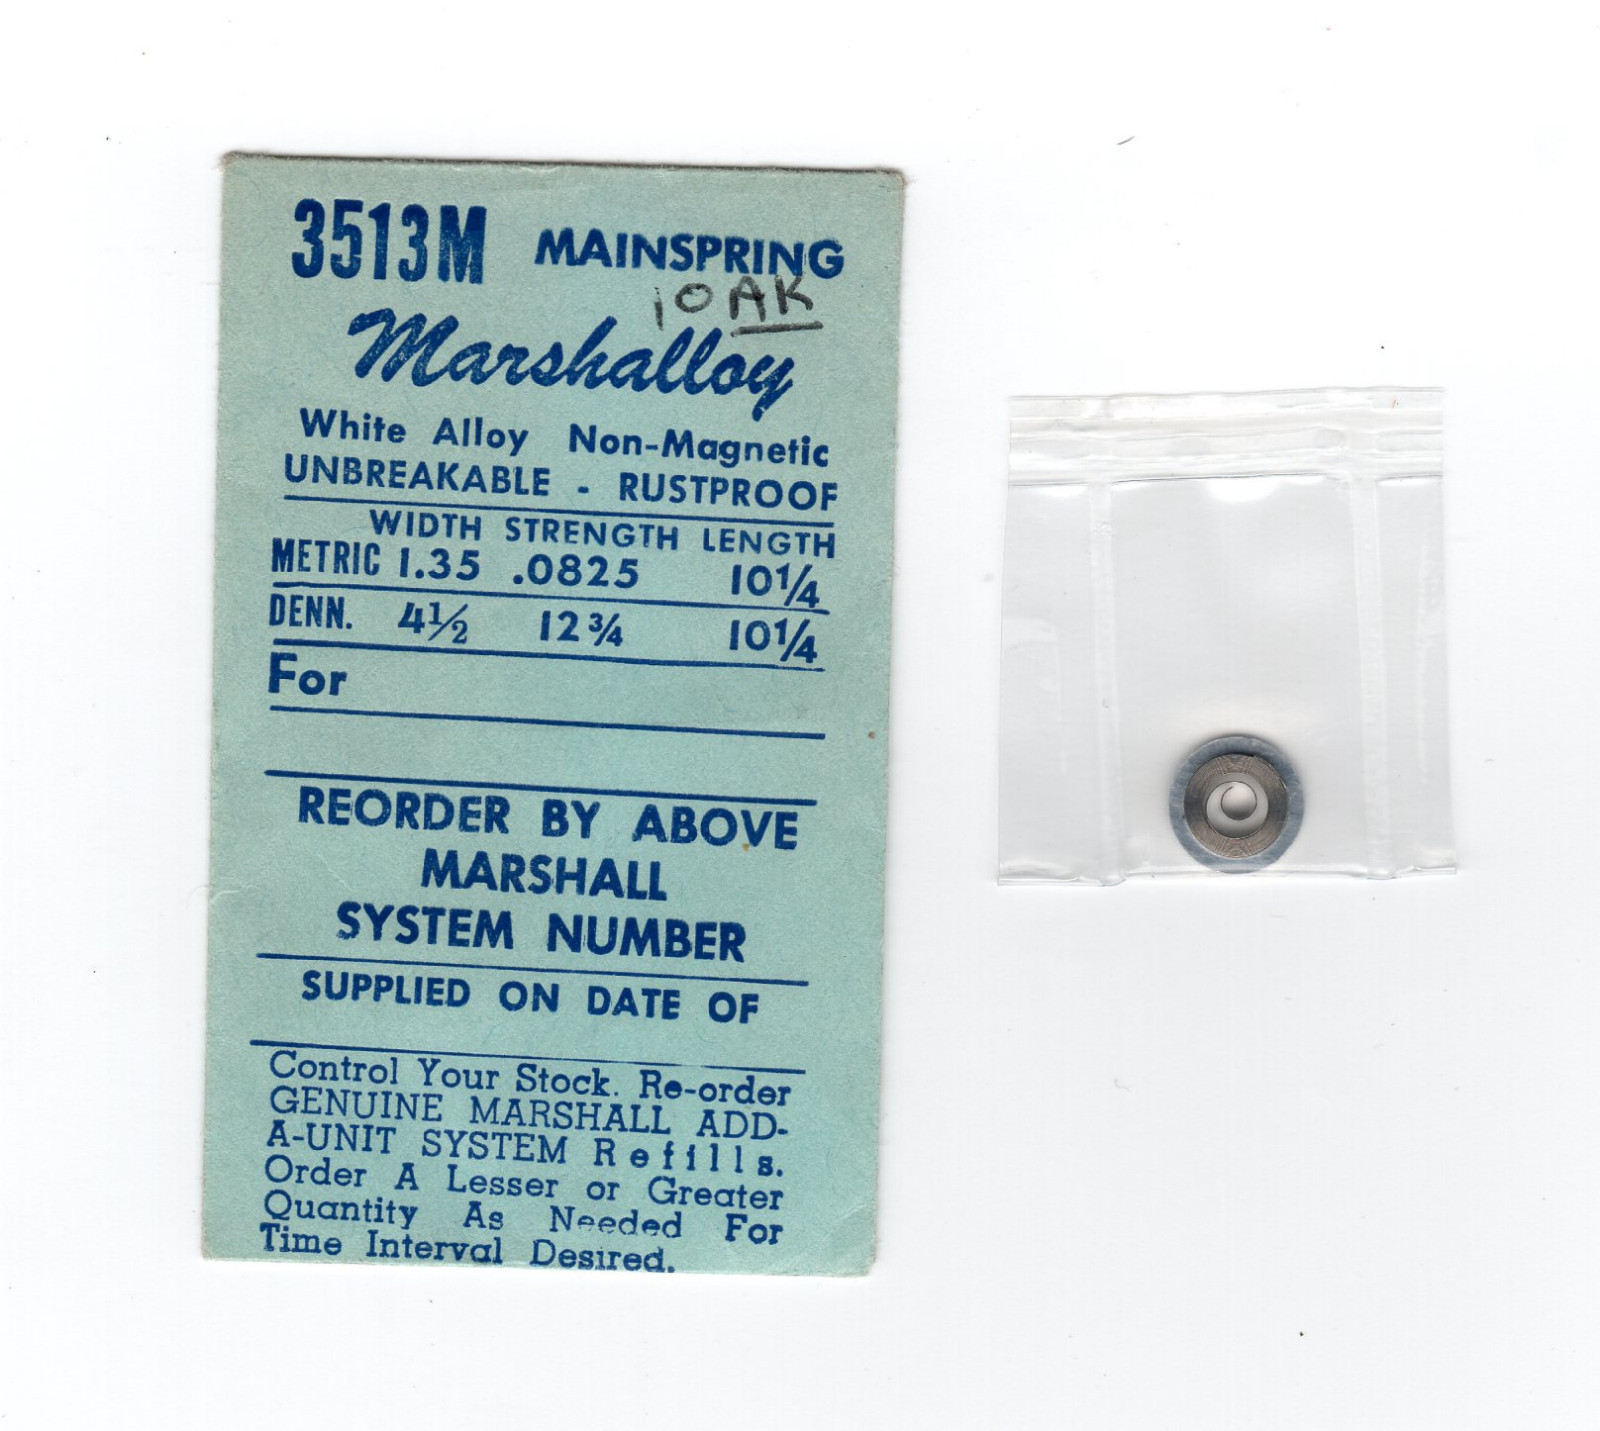 3513M MAINSPRING
10AK
Marshalloy
White Alloy Non-Magnetic
UNBREAKABLE - RUSTPROOF
WIDTH STRENGTH LENGTH
METRIC 1.35 .0825 10¼
DENN. 4½ 12¾ 10¼
For
REORDER BY ABOVE
MARSHALL
SYSTEM NUMBER
SUPPLIED ON DATE OF
Control Your Stock. Re-order
GENUINE MARSHALL ADD-
A-UNIT SYSTEM Refills.
Order A Lesser or Greater
Quantity As Needed For
Time Interval Desired.